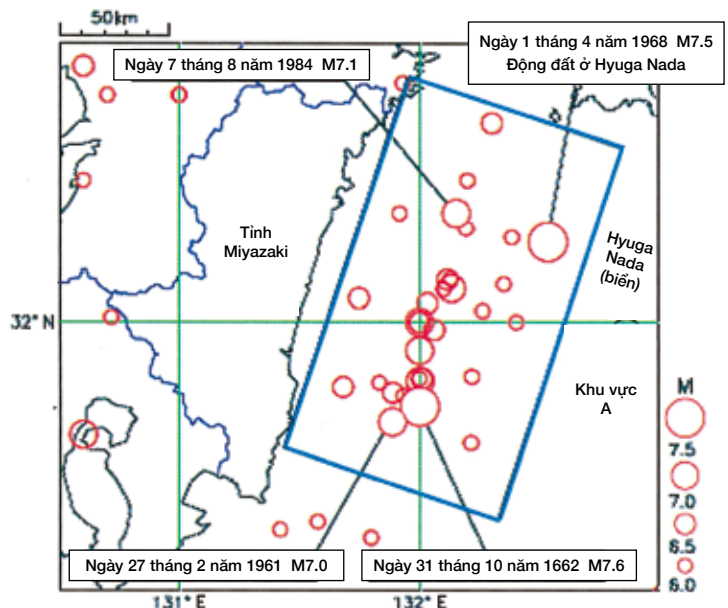 50km
Ngày 7 tháng 8 năm 1984 M7.1
Ngày 1 tháng 4 năm 1968 M7.5
Động đất ở Hyuga Nada
Tỉnh
Miyazaki
Hyuga
Nada
(biển)
32° N
Khu vực
A
M
7.5
7.0
6.5
6.0
Ngày 27 tháng 2 năm 1961 M7.0
Ngày 31 tháng 10 năm 1662 M7.6
131° E
132° E